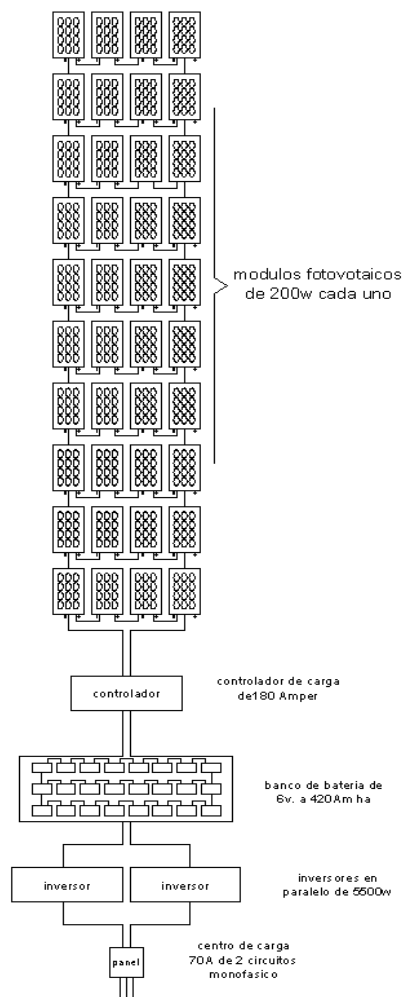 modulos fotovotaicos
de 200w cada uno
controlador
controlador de carga
de180 Amper
banco de bateria de
6v. a 420Am ha
inversor
inversor
inversores en
paralelo de 5500w
panel
centro de carga
70A de 2 circuitos
monofasico